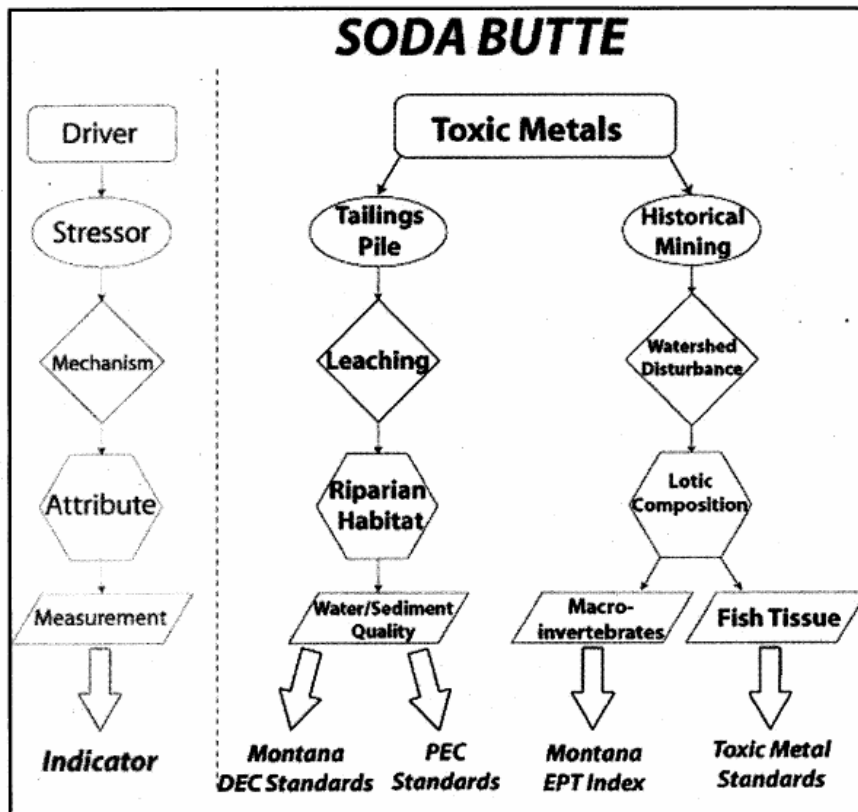 SODA BUTTE
Driver
Stressor
Mechanism
Attribute
Measurement
Indicator
Toxic Metals
Tailings
Pile
Leaching
Riparian
Habitat
Water/Sediment
Quality
Montana
DEC Standards
PEC
Standards
Historical
Mining
Watershed
Disturbance
Lotic
Composition
Macro-
invertebrates
Fish Tissue
Montana
EPT Index
Toxic Metal
Standards